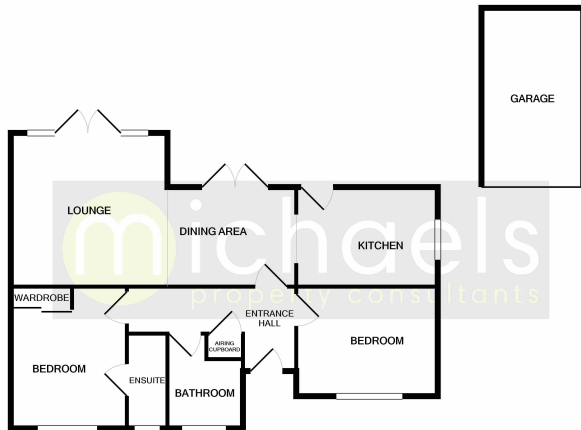 GARAGE
LOUNGE
DINING AREA
KITCHEN
michaels
property consultants
WARDROBE
ENTRANCE
HALL
AIRING
CUPBOARD
BEDROOM
BEDROOM
ENSUITE
BATHROOM